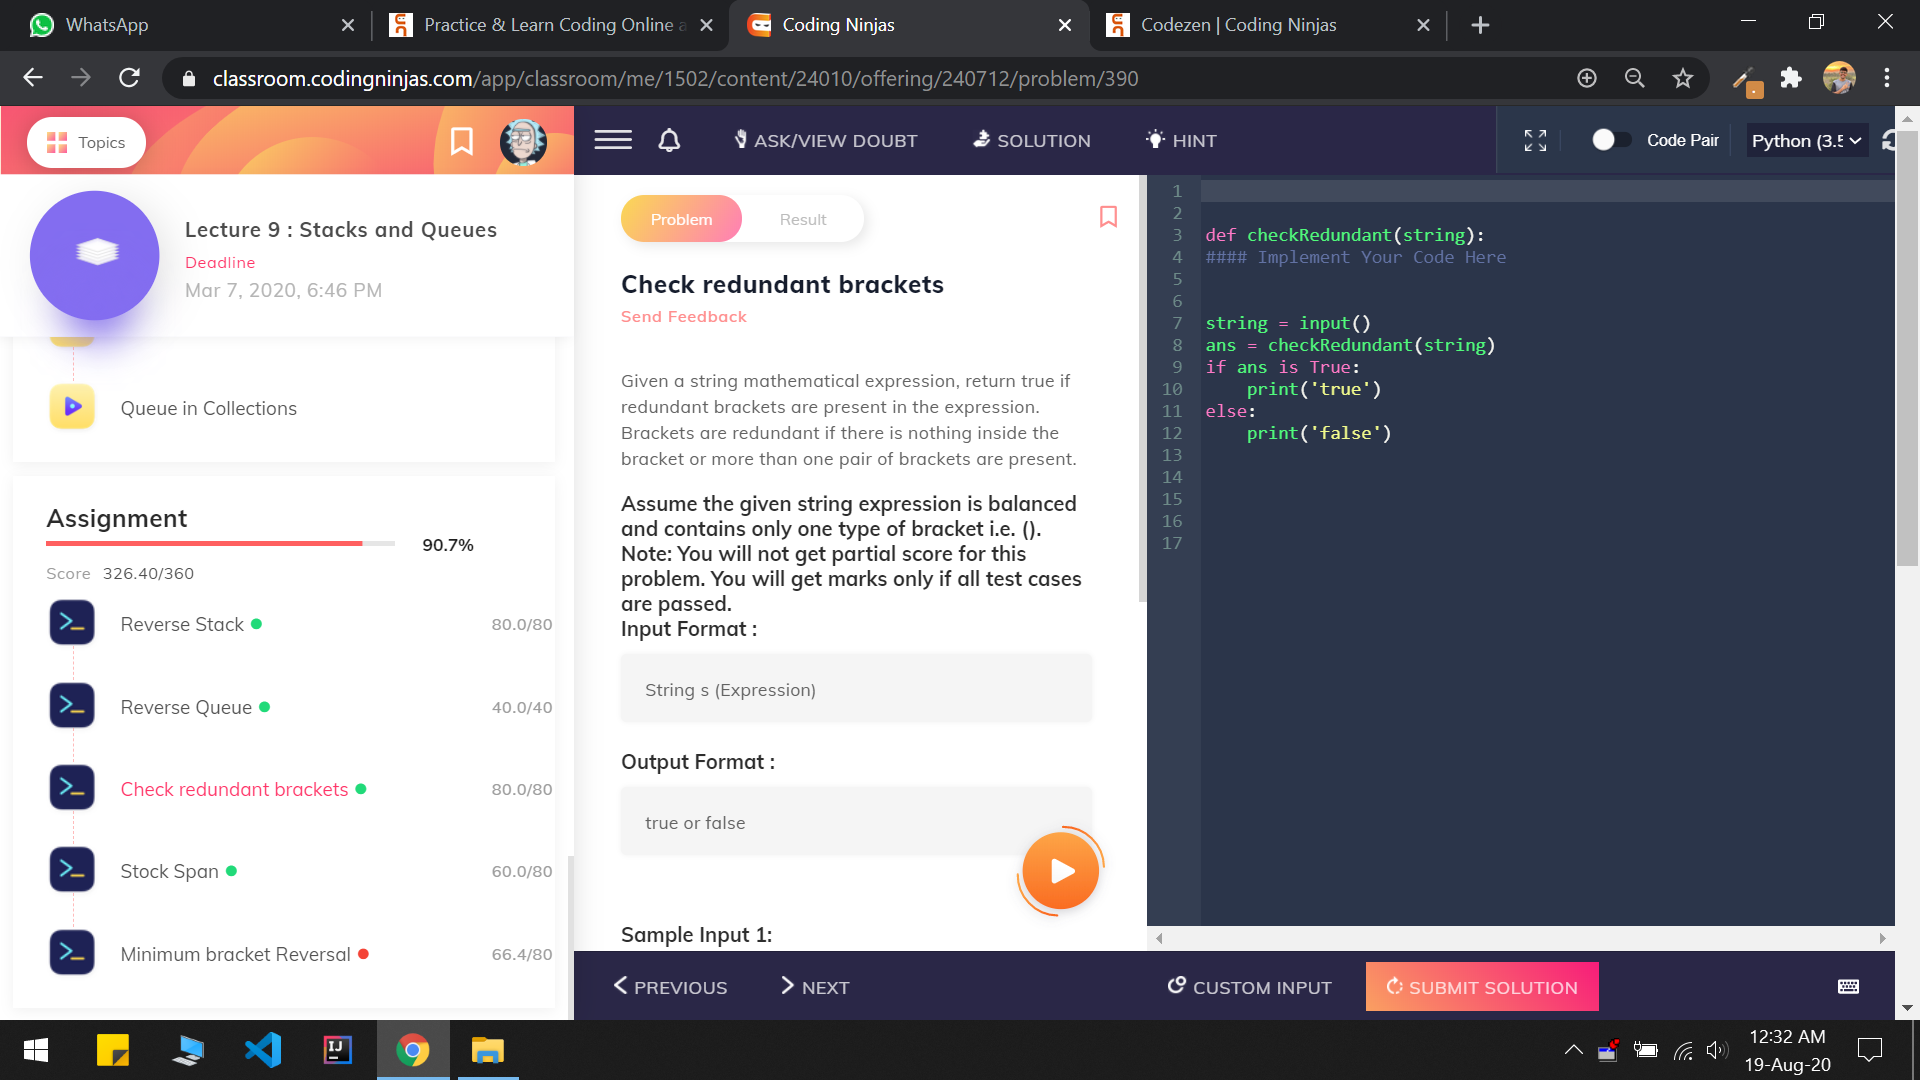 WhatsApp
Practice & Learn Coding Online a
Coding Ninjas
Codezen | Coding Ninjas
classroom.codingninjas.com/app/classroom/me/1502/content/24010/offering/240712/problem/390
Topics
ASK/VIEW DOUBT
SOLUTION
HINT
Code Pair
Python (3.5
Lecture 9 : Stacks and Queues
Deadline
Mar 7, 2020, 6:46 PM
Queue in Collections
Assignment
90.7%
Score 326.40/360
Reverse Stack
80.0/80
Reverse Queue
40.0/40
Check redundant brackets
80.0/80
Stock Span
60.0/80
Minimum bracket Reversal
66.4/80
Problem
Result
Check redundant brackets
Send Feedback
Given a string mathematical expression, return true if
redundant brackets are present in the expression.
Brackets are redundant if there is nothing inside the
bracket or more than one pair of brackets are present.
Assume the given string expression is balanced
and contains only one type of bracket i.e. ().
Note: You will not get partial score for this
problem. You will get marks only if all test cases
are passed.
Input Format :
String s (Expression)
Output Format :
true or false
Sample Input 1:
1
2
3 def checkRedundant(string):
4 #### Implement Your Code Here
5
6
7 string = input()
8 ans = checkRedundant(string)
9 if ans is True:
10 print('true')
11 else:
12 print('false')
13
14
15
16
17
PREVIOUS
NEXT
CUSTOM INPUT
SUBMIT SOLUTION
IJ
12:32 AM
19-Aug-20